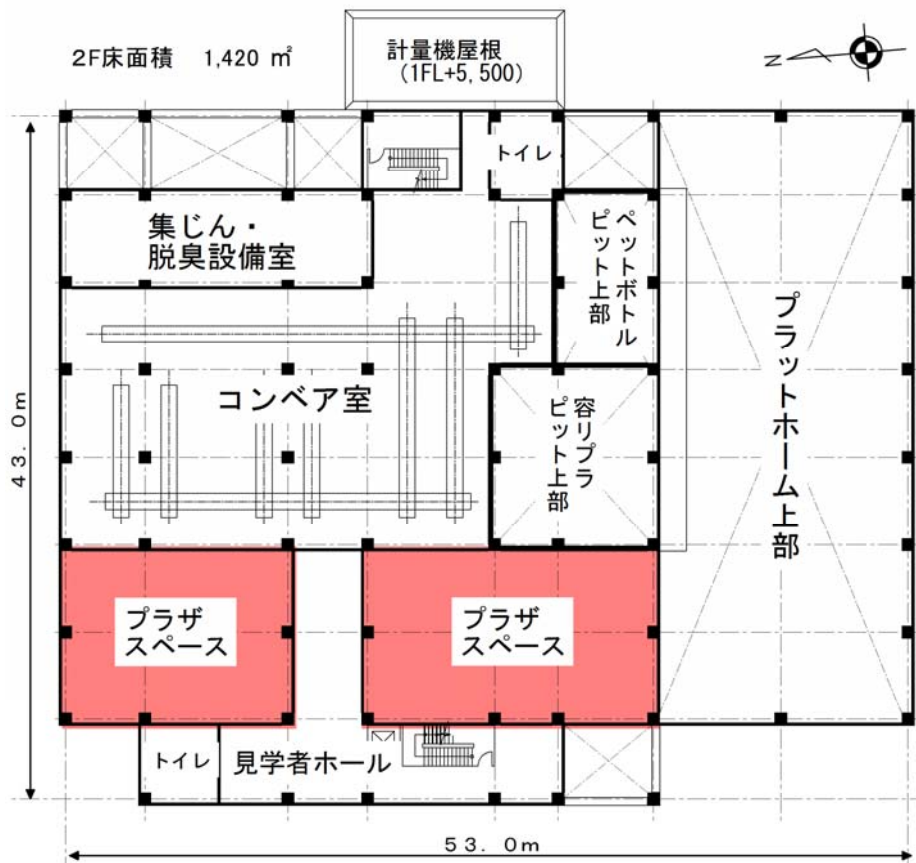 2F床面積 1,420 ㎡
計量機屋根
(1FL+5,500)
N
トイレ
集じん・
脱臭設備室
ペットボトル
ピット上部
プラットホーム上部
コンベア室
容リプラ
ピット上部
43.0m
プラザ
スペース
プラザ
スペース
トイレ
見学者ホール
53.0m